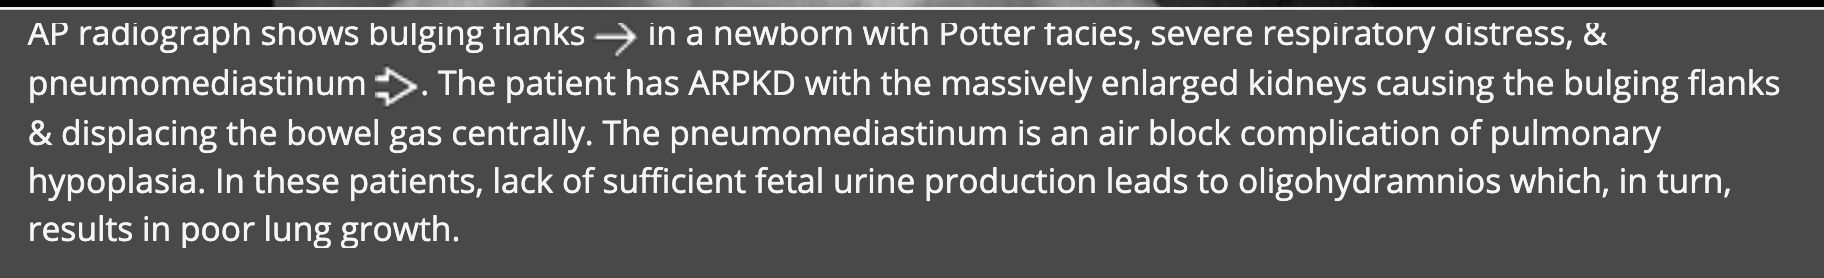 AP radiograph shows bulging flanks → in a newborn with Potter facies, severe respiratory distress, &
pneumomediastinum ➾. The patient has ARPKD with the massively enlarged kidneys causing the bulging flanks
& displacing the bowel gas centrally. The pneumomediastinum is an air block complication of pulmonary
hypoplasia. In these patients, lack of sufficient fetal urine production leads to oligohydramnios which, in turn,
results in poor lung growth.